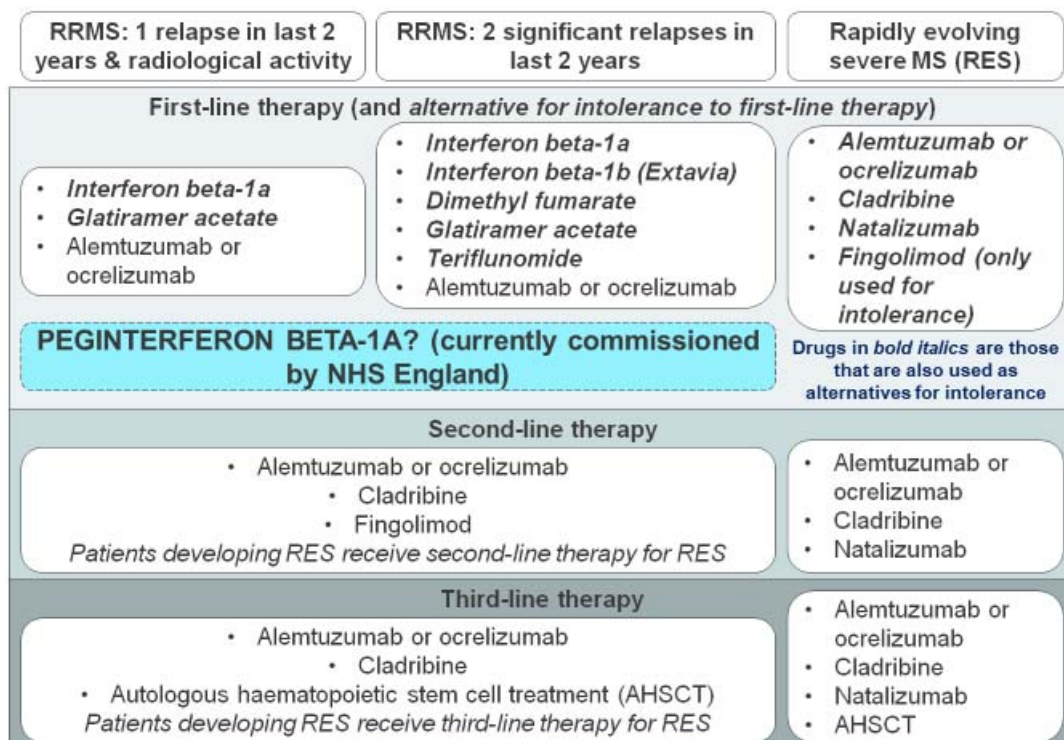 RRMS: 1 relapse in last 2
years & radiological activity
RRMS: 2 significant relapses in
last 2 years
Rapidly evolving
severe MS (RES)
First-line therapy (and alternative for intolerance to first-line therapy)
• Interferon beta-1a
• Glatiramer acetate
• Alemtuzumab or
ocrelizumab
• Interferon beta-1a
• Interferon beta-1b (Extavia)
• Dimethyl fumarate
• Glatiramer acetate
• Teriflunomide
• Alemtuzumab or ocrelizumab
• Alemtuzumab or
ocrelizumab
• Cladribine
• Natalizumab
• Fingolimod (only
used for
intolerance)
PEGINTERFERON BETA-1A? (currently commissioned
by NHS England)
Drugs in bold italics are those
that are also used as
alternatives for intolerance
Second-line therapy
• Alemtuzumab or ocrelizumab
• Cladribine
• Fingolimod
Patients developing RES receive second-line therapy for RES
• Alemtuzumab or
ocrelizumab
• Cladribine
• Natalizumab
Third-line therapy
• Alemtuzumab or ocrelizumab
• Cladribine
• Autologous haematopoietic stem cell treatment (AHSCT)
Patients developing RES receive third-line therapy for RES
• Alemtuzumab or
ocrelizumab
• Cladribine
• Natalizumab
• AHSCT